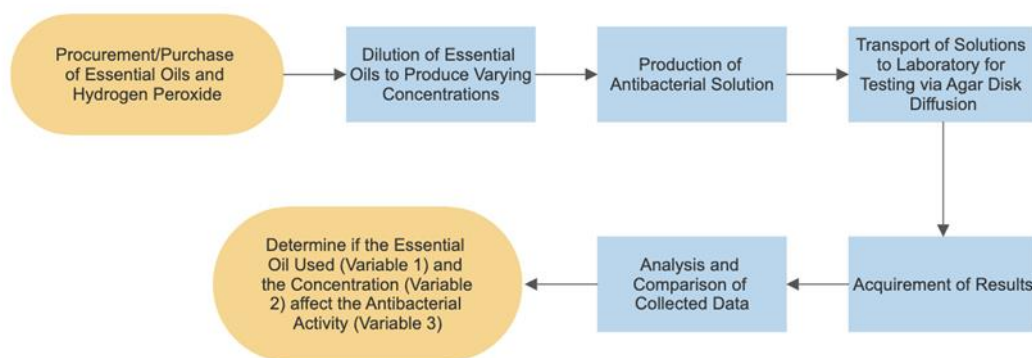 Procurement/Purchase
of Essential Oils and
Hydrogen Peroxide
Dilution of Essential
Oils to Produce Varying
Concentrations
Production of
Antibacterial Solution
Transport of Solutions
to Laboratory for
Testing via Agar Disk
Diffusion
Acquirement of Results
Analysis and
Comparison of
Collected Data
Determine if the Essential
Oil Used (Variable 1) and
the Concentration (Variable
2) affect the Antibacterial
Activity (Variable 3)